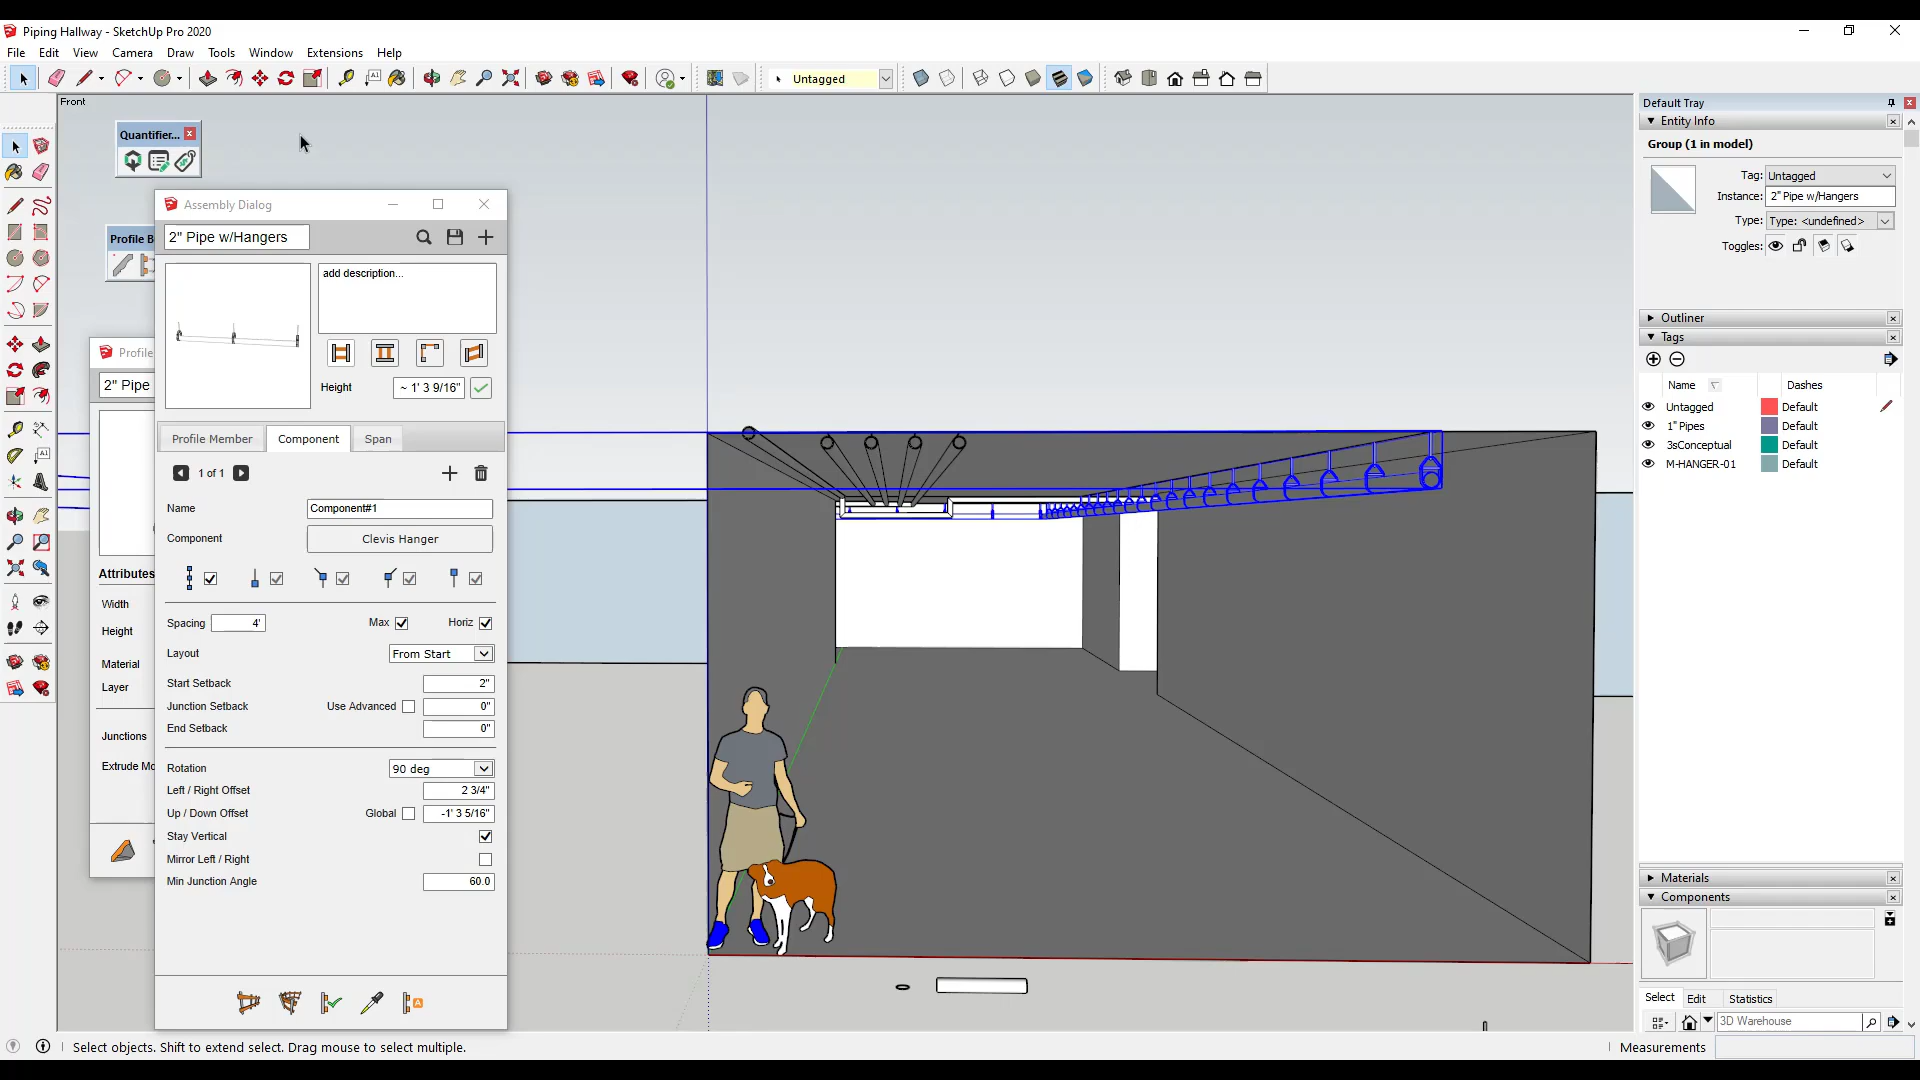 Piping Hallway - SketchUp Pro 2020
File Edit View Camera Draw Tools Window Extensions Help
Untagged
Front
Quantifier...
Profile B
Profile
2" Pipe
Attributes
Width
Height
Material
Layer
Junctions
Extrude Mo
Assembly Dialog
2" Pipe w/Hangers
add description...
Height ~ 1' 3 9/16"
Profile Member Component Span
1 of 1
Name Component#1
Component Clevis Hanger
Spacing 4' Max Horiz
Layout From Start
Start Setback 2"
Junction Setback Use Advanced 0"
End Setback 0"
Rotation 90 deg
Left / Right Offset 2 3/4"
Up / Down Offset Global -1' 3 5/16"
Stay Vertical
Mirror Left / Right
Min Junction Angle 60.0
Default Tray
Entity Info
Group (1 in model)
Tag: Untagged
Instance: 2" Pipe w/Hangers
Type: Type: <undefined>
Toggles:
Outliner
Tags
Name Dashes
Untagged Default
1" Pipes Default
3sConceptual Default
M-HANGER-01 Default
Materials
Components
Select Edit Statistics
3D Warehouse
Select objects. Shift to extend select. Drag mouse to select multiple.
Measurements